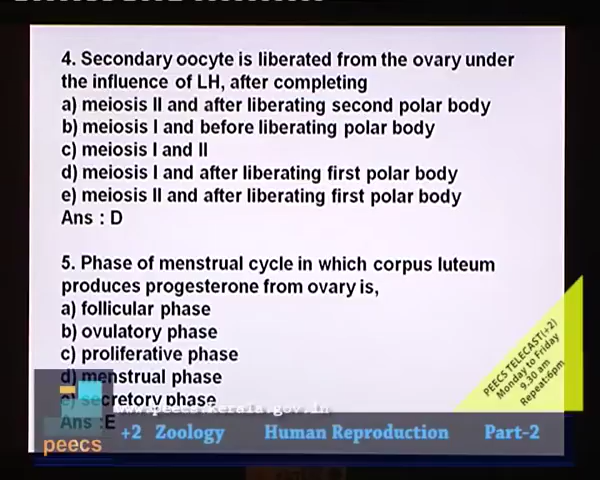 4. Secondary oocyte is liberated from the ovary under
the influence of LH, after completing
a) meiosis II and after liberating second polar body
b) meiosis I and before liberating polar body
c) meiosis I and II
d) meiosis I and after liberating first polar body
e) meiosis II and after liberating first polar body
Ans : D
5. Phase of menstrual cycle in which corpus luteum
produces progesterone from ovary is,
a) follicular phase
b) ovulatory phase
c) proliferative phase
d) menstrual phase
e) secretory phase
Ans :E
PEECS TELECAST(+2)
Monday to Friday
9.30 am
Repeat:6pm
www.peecs.kerala.gov.in
peecs
+2 Zoology Human Reproduction Part-2